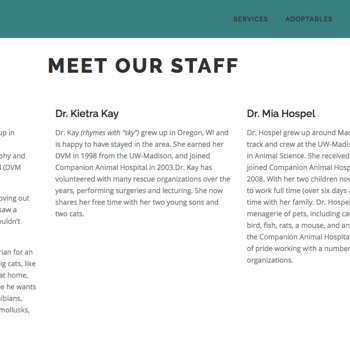 SERVICES ADOPTABLES
MEET OUR STAFF
up in
phy and
(DVM
oving out
saw a
ouldn't
rian for an
ig cats, like
at home,
e he wants
ibians,
mollusks,
Dr. Kietra Kay
Dr. Kay (rhymes with "sky") grew up in Oregon, WI and
is happy to have stayed in the area. She earned her
DVM in 1998 from the UW-Madison, and joined
Companion Animal Hospital in 2003.Dr. Kay has
volunteered with many rescue organizations over the
years, performing surgeries and lecturing. She now
shares her free time with her two young sons and
two cats.
Dr. Mia Hospel
Dr. Hospel grew up around Mad
track and crew at the UW-Madis
in Animal Science. She received
joined Companion Animal Hosp
2008. With her two children now
to work full time (over six days a
time with her family. Dr. Hospel
menagerie of pets, including cat
bird, fish, rats, a mouse, and an
the Companion Animal Hospita
of pride working with a number
organizations.